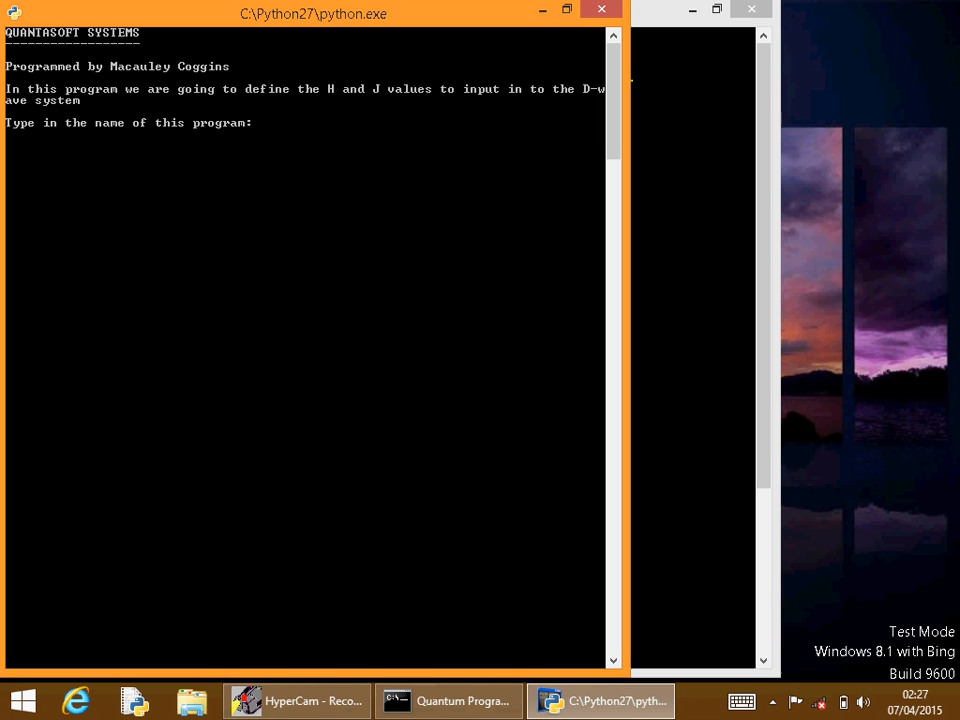 C:\Python27\python.exe
QUANTASOFT SYSTEMS
------------------
Programmed by Macauley Coggins
In this program we are going to define the H and J values to input in to the D-w
ave system
Type in the name of this program:
Test Mode
Windows 8.1 with Bing
Build 9600
HyperCam - Reco...
Quantum Progra...
C:\Python27\pyth...
02:27
07/04/2015